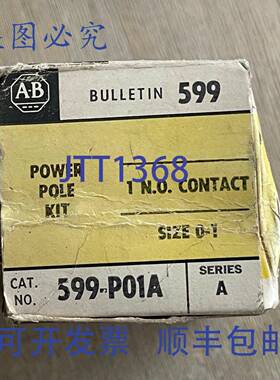 盗图必究
A-B
BULLETIN 599
POWER
POLE
KIT
1 N.O. CONTACT
JTT1368
SIZE 0-1
CAT.
NO.
599-P01A
SERIES
A
可开发票
顺丰包邮